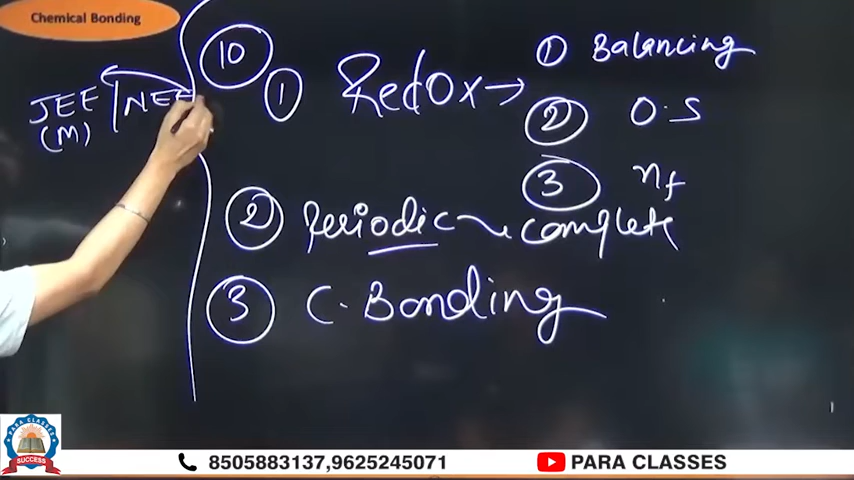 Chemical Bonding
JEE / NEE
(M)
10
1 Redox →
1 Balancing
2 O.S
3 nf
2 Periodic complete
3 C. Bonding
PARA CLASSES
SUCCESS
8505883137,9625245071
PARA CLASSES